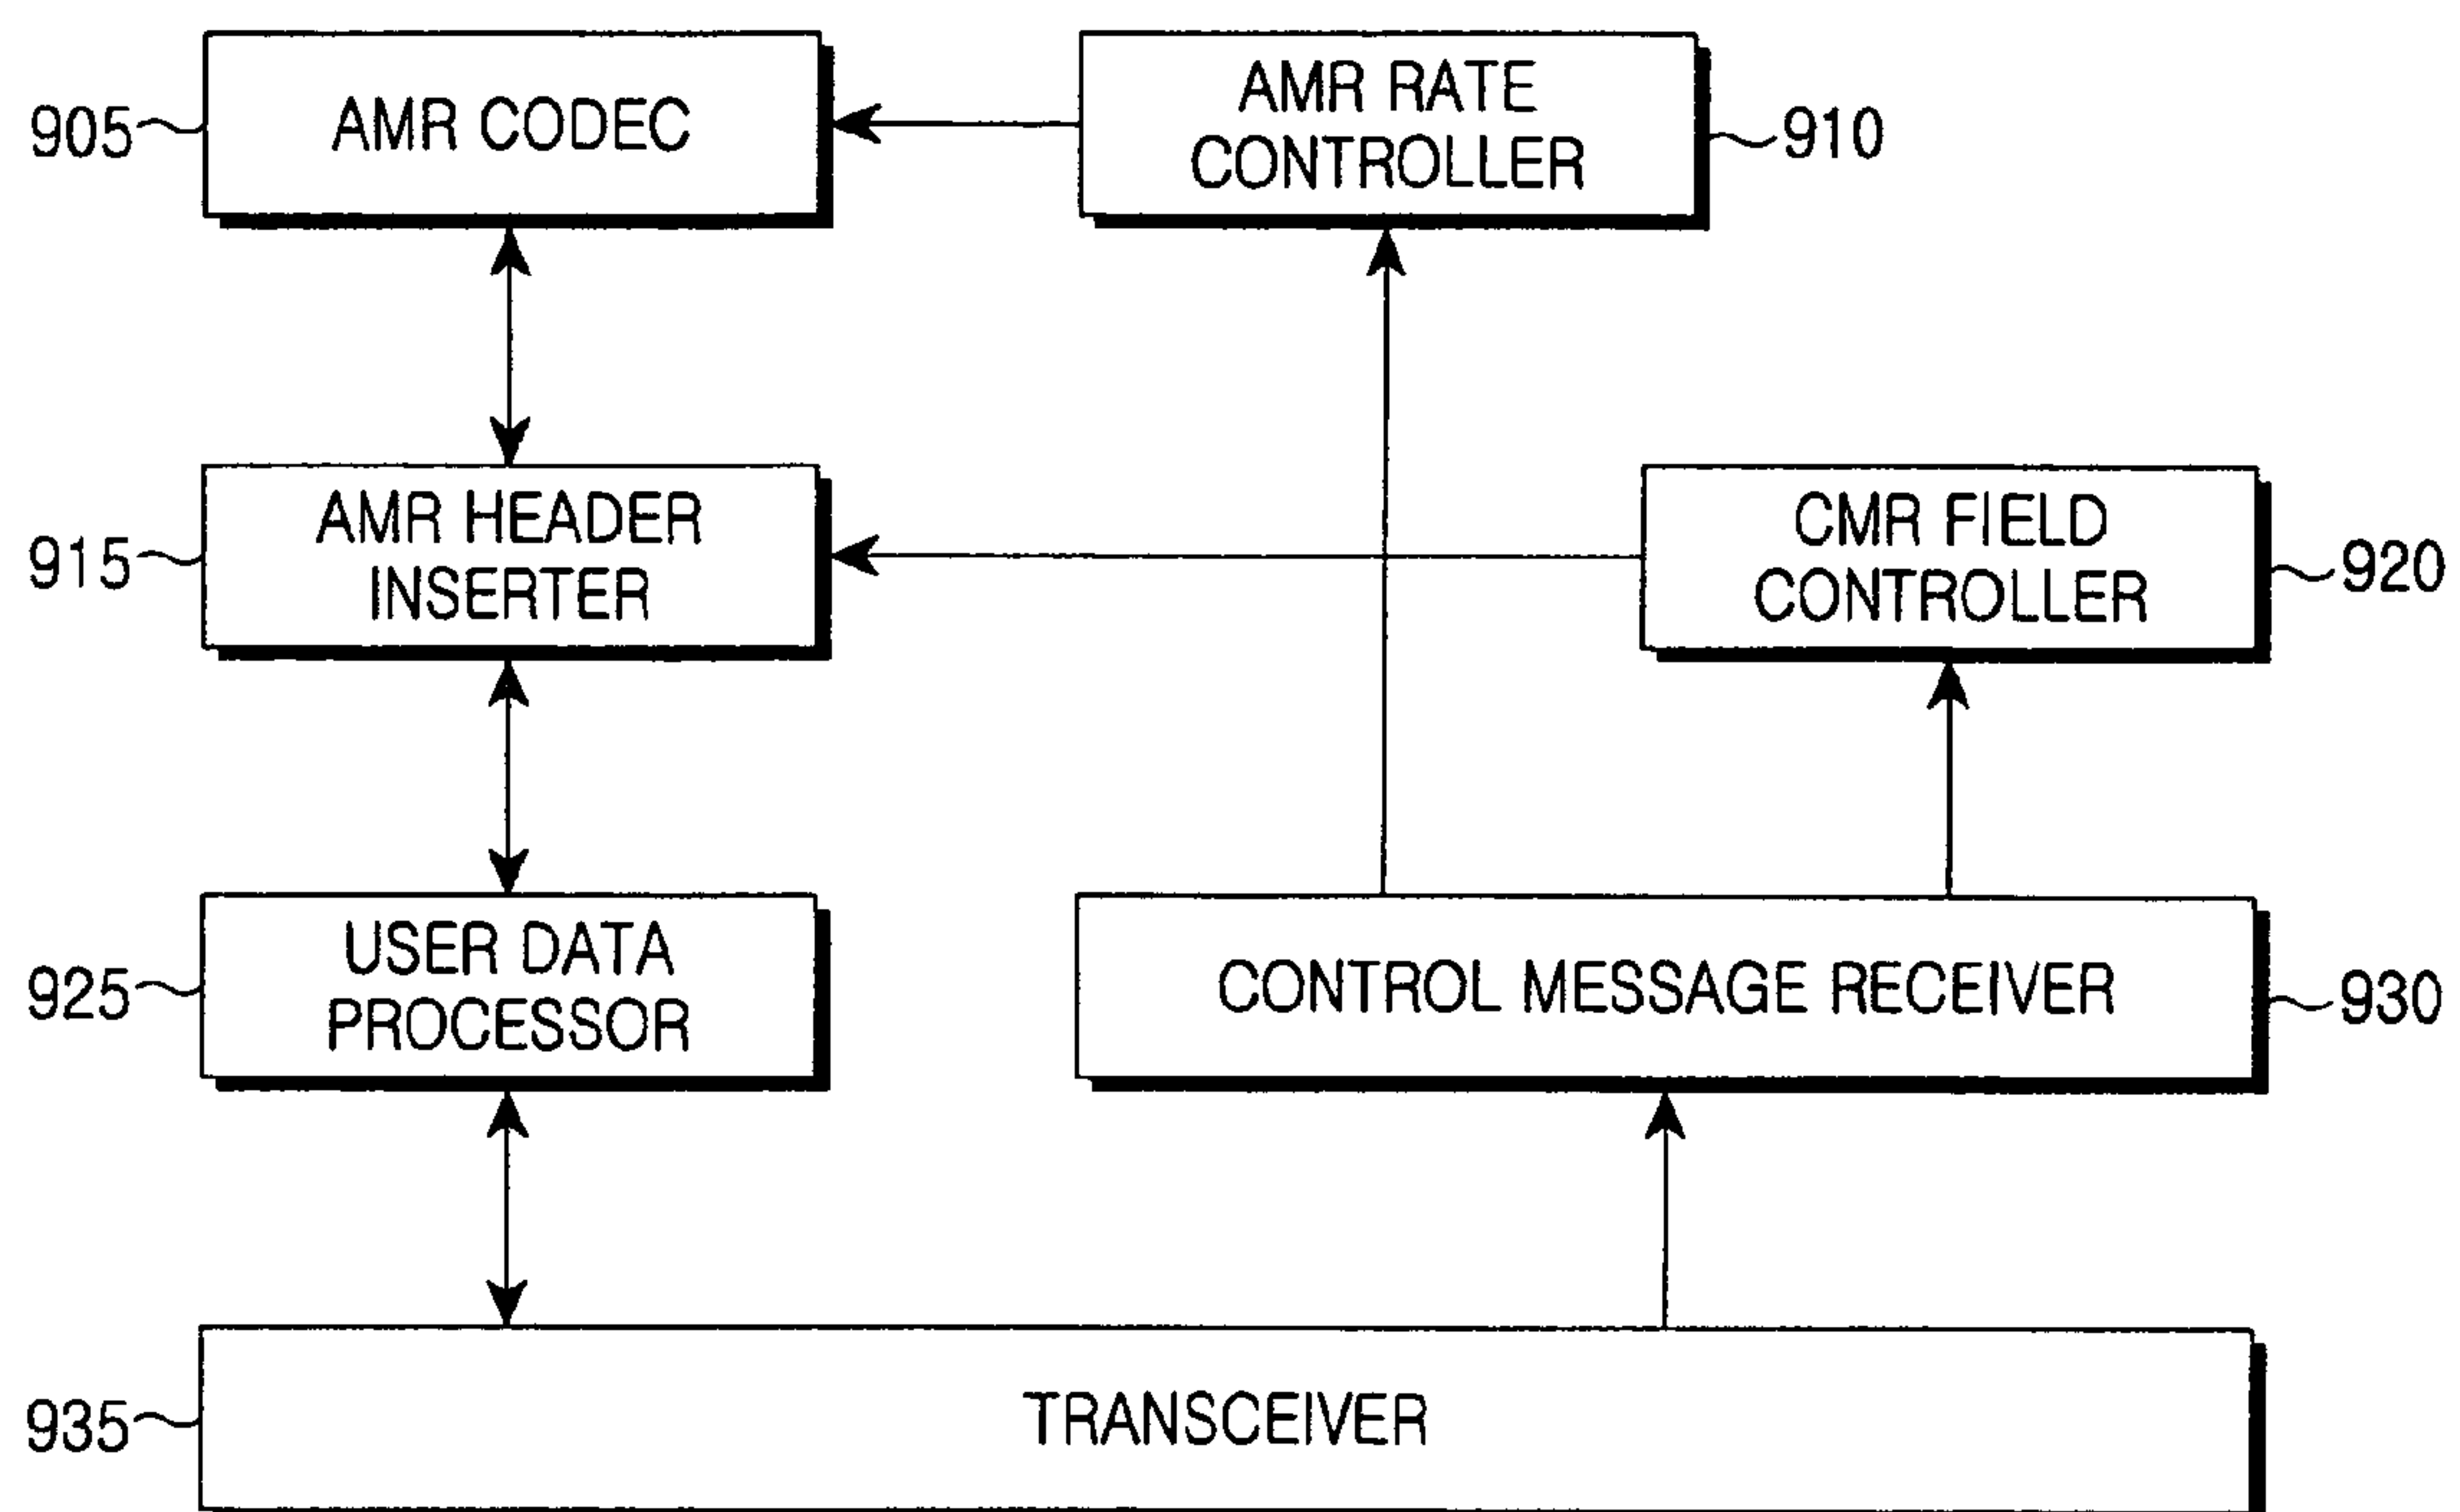 905
AMR CODEC
AMR RATE
CONTROLLER
910
915
AMR HEADER
INSERTER
CMR FIELD
CONTROLLER
920
925
USER DATA
PROCESSOR
CONTROL MESSAGE RECEIVER
930
935
TRANSCEIVER